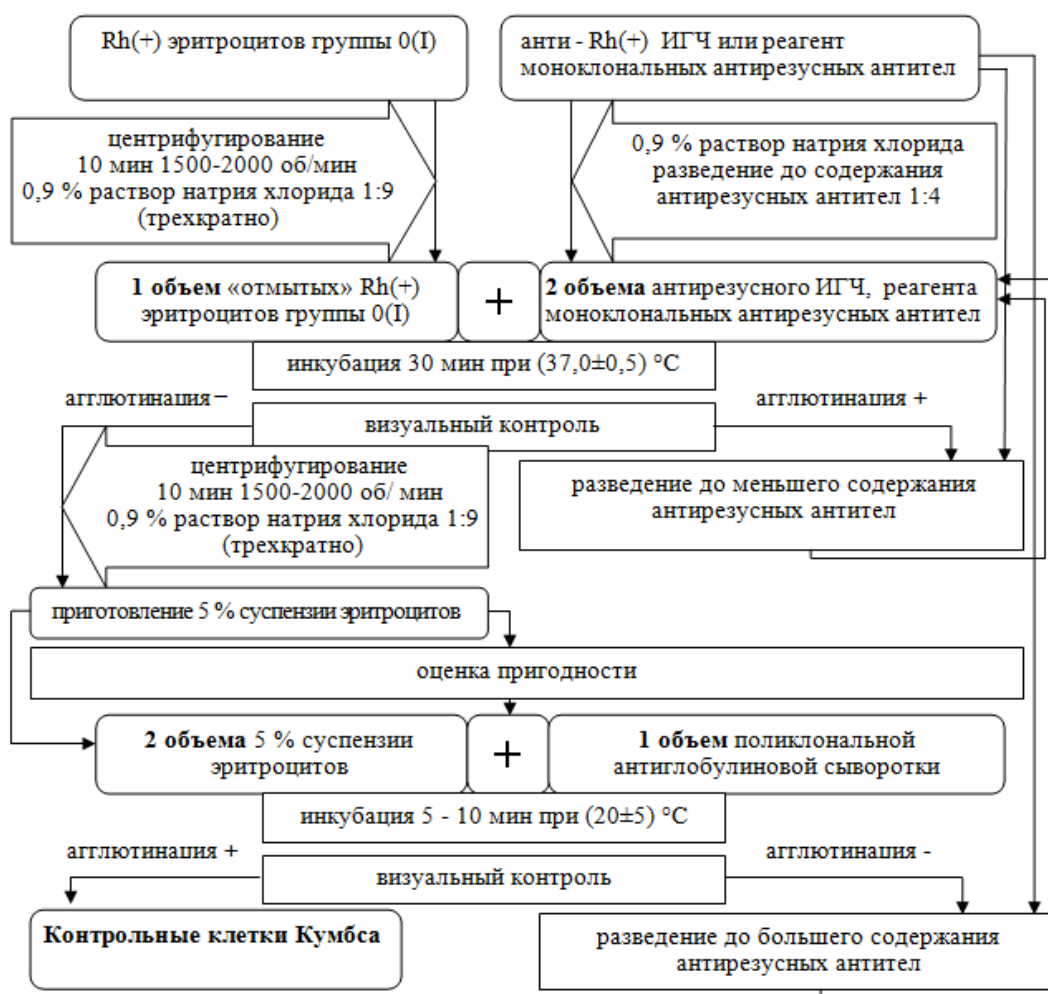 Rh(+) эритроцитов группы 0(I)
анти - Rh(+) ИГЧ или реагент
моноклональных антирезусных антител
центрифугирование
10 мин 1500-2000 об/мин
0,9 % раствор натрия хлорида 1:9
(трехкратно)
0,9 % раствор натрия хлорида
разведение до содержания
антирезусных антител 1:4
1 объем «отмытых» Rh(+)
эритроцитов группы 0(I)
+
2 объема антирезусного ИГЧ, реагента
моноклональных антирезусных антител
инкубация 30 мин при (37,0±0,5) °С
агглютинация –
визуальный контроль
агглютинация +
центрифугирование
10 мин 1500-2000 об/ мин
0,9 % раствор натрия хлорида 1:9
(трехкратно)
разведение до меньшего содержания
антирезусных антител
приготовление 5 % суспензии эритроцитов
оценка пригодности
2 объема 5 % суспензии
эритроцитов
+
1 объем поликлональной
антиглобулиновой сыворотки
инкубация 5 - 10 мин при (20±5) °С
агглютинация +
визуальный контроль
агглютинация -
Контрольные клетки Кумбса
разведение до большего содержания
антирезусных антител